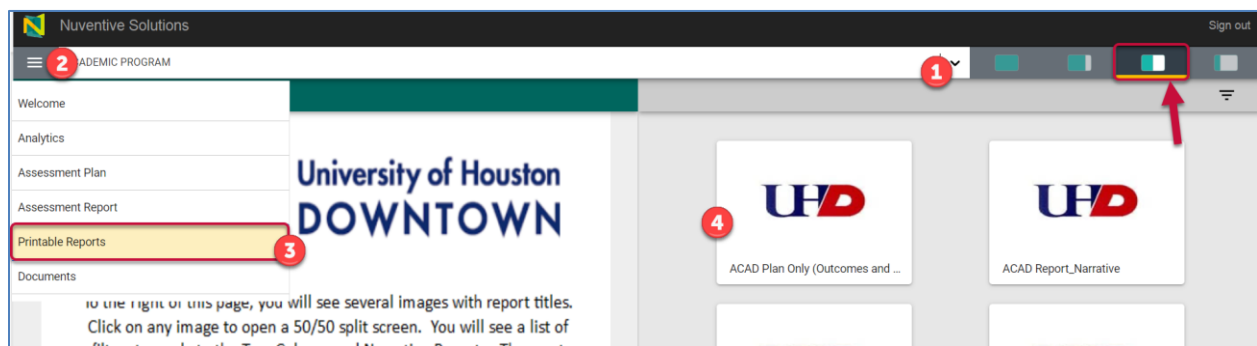 Nuventive Solutions
Sign out
2
ADEMIC PROGRAM
1
Welcome
Analytics
Assessment Plan
Assessment Report
Printable Reports
3
Documents
University of Houston
DOWNTOWN
To the right of this page, you will see several images with report titles.
Click on any image to open a 50/50 split screen. You will see a list of
UHD
4
ACAD Plan Only (Outcomes and ...
UHD
ACAD Report_Narrative